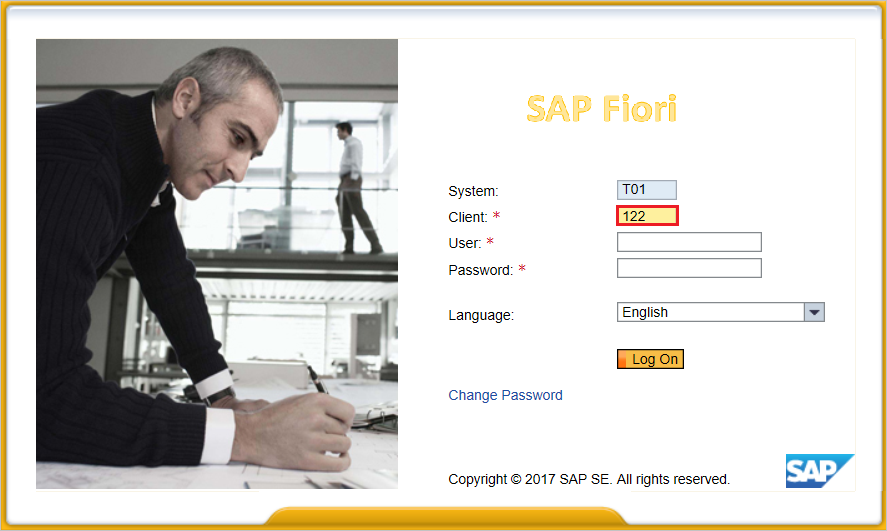 SAP Fiori
System: T01
Client: * 122
User: *
Password: *
Language: English
Log On
Change Password
Copyright © 2017 SAP SE. All rights reserved.
SAP